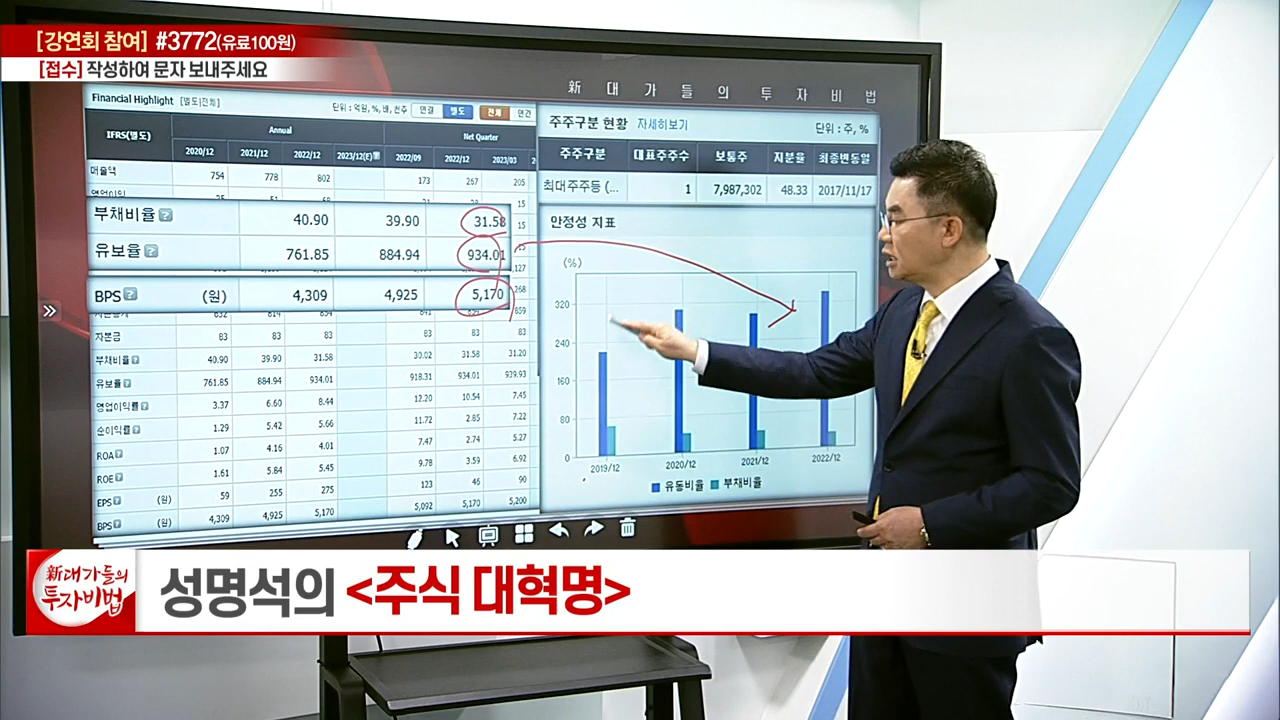 [강연회 참여] #3772(유료100원)
[접수] 작성하여 문자 보내주세요
新 대 가 들 의 투 자 비 법
Financial Highlight [별도|전체]
단위 : 억원, %, 배, 천주 연결 별도 전체 연간
IFRS(별도) Annual Net Quarter
2020/12 2021/12 2022/12 2023/12(E) 2022/09 2022/12 2023/03
매출액 754 778 802 173 267 205
부채비율 ? 40.90 39.90 31.58 15
유보율 ? 761.85 884.94 934.01
BPS ? (원) 4,309 4,925 5,170
자본금 83 83 83 83 83 83
부채비율 ? 40.90 39.90 31.58 30.02 31.58 31.20
유보율 ? 761.85 884.94 934.01 918.31 934.01 939.93
영업이익률 ? 3.37 6.60 8.44 12.20 10.54 7.45
순이익률 ? 1.29 5.42 5.66 11.72 2.85 7.22
ROA ? 1.07 4.16 4.01 7.47 2.74 5.27
ROE ? 1.61 5.84 5.45 9.78 3.59 6.92
EPS ? (원) 59 255 275 123 46 90
BPS ? (원) 4,309 4,925 5,170 5,092 5,170 5,200
주주구분 현황 자세히보기 단위 : 주, %
주주구분 대표주주수 보통주 지분율 최종변동일
최대주주등 (... 1 7,987,302 48.33 2017/11/17
안정성 지표
(%)
320
240
160
80
0
2019/12 2020/12 2021/12 2022/12
유동비율 부채비율
新대가들의
투자비법
성명석의 <주식 대혁명>